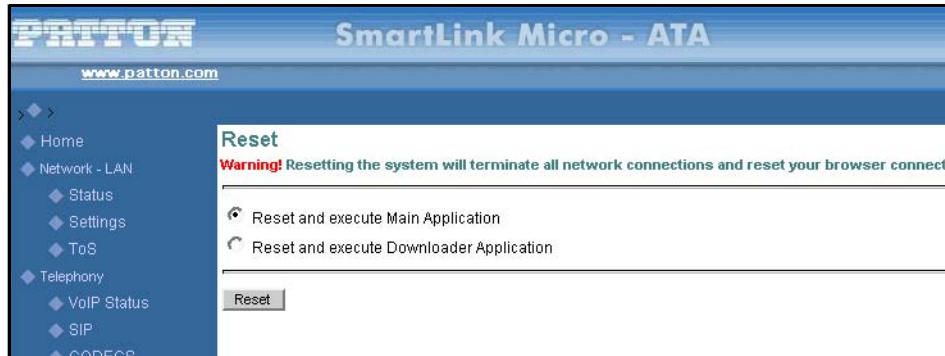 PATTON
SmartLink Micro - ATA
www.patton.com
> >
Home
Network - LAN
Status
Settings
ToS
Telephony
VoIP Status
SIP
CODECS
Reset
Warning! Resetting the system will terminate all network connections and reset your browser connect
Reset and execute Main Application
Reset and execute Downloader Application
Reset